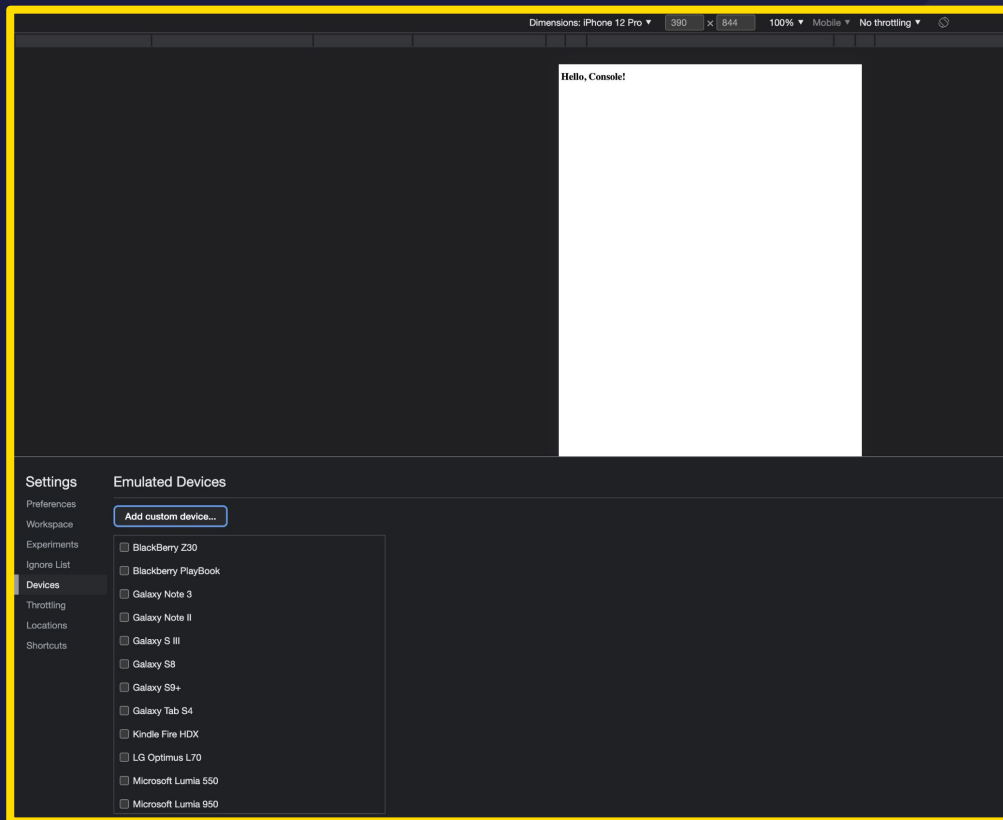 Dimensions: iPhone 12 Pro ▼ 390 × 844 100% ▼ Mobile ▼ No throttling ▼
Hello, Console!
Settings
Preferences
Workspace
Experiments
Ignore List
Devices
Throttling
Locations
Shortcuts
Emulated Devices
Add custom device...
BlackBerry Z30
Blackberry PlayBook
Galaxy Note 3
Galaxy Note II
Galaxy S III
Galaxy S8
Galaxy S9+
Galaxy Tab S4
Kindle Fire HDX
LG Optimus L70
Microsoft Lumia 550
Microsoft Lumia 950